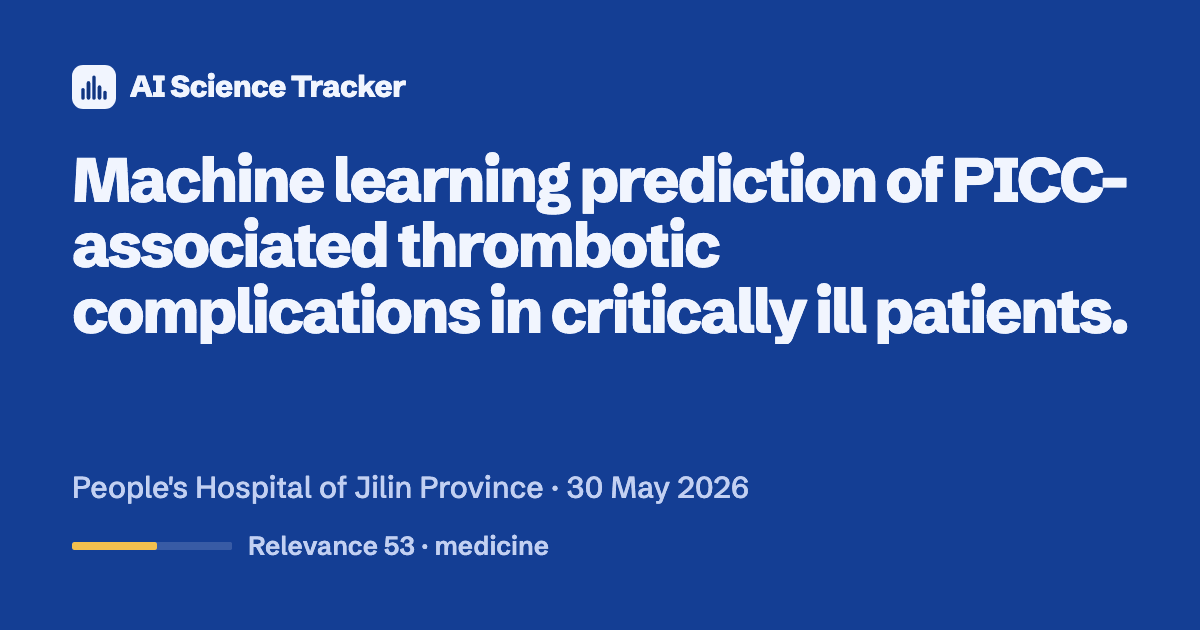 AI Science Tracker
Machine learning prediction of PICC-
associated thrombotic
complications in critically ill patients.
People's Hospital of Jilin Province · 30 May 2026
Relevance 53 · medicine